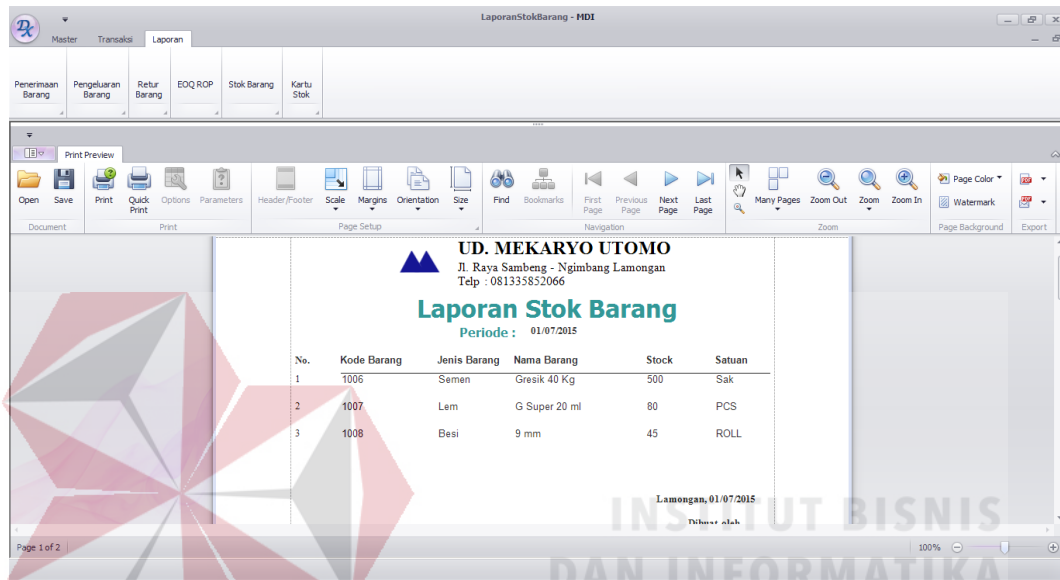 LaporanStokBarang - MDI
Master Transaksi Laporan
Penerimaan Barang
Pengeluaran Barang
Retur Barang
EOQ ROP
Stok Barang
Kartu Stok
Print Preview
Open Save Print Quick Print Options Parameters Header/Footer Scale Margins Orientation Size Find Bookmarks First Page Previous Page Next Page Last Page Many Pages Zoom Out Zoom Zoom In Page Color
Watermark
Document Print Page Setup Navigation Zoom Page Background Export
UD. MEKARYO UTOMO
Jl. Raya Sambeng - Ngimbang Lamongan
Telp : 081335852066
Laporan Stok Barang
Periode : 01/07/2015
No. Kode Barang Jenis Barang Nama Barang Stock Satuan
1 1006 Semen Gresik 40 Kg 500 Sak
2 1007 Lem G Super 20 ml 80 PCS
3 1008 Besi 9 mm 45 ROLL
Lamongan, 01/07/2015
Dibuat oleh
INSTITUT BISNIS
DAN INFORMATIKA
Page 1 of 2 100%